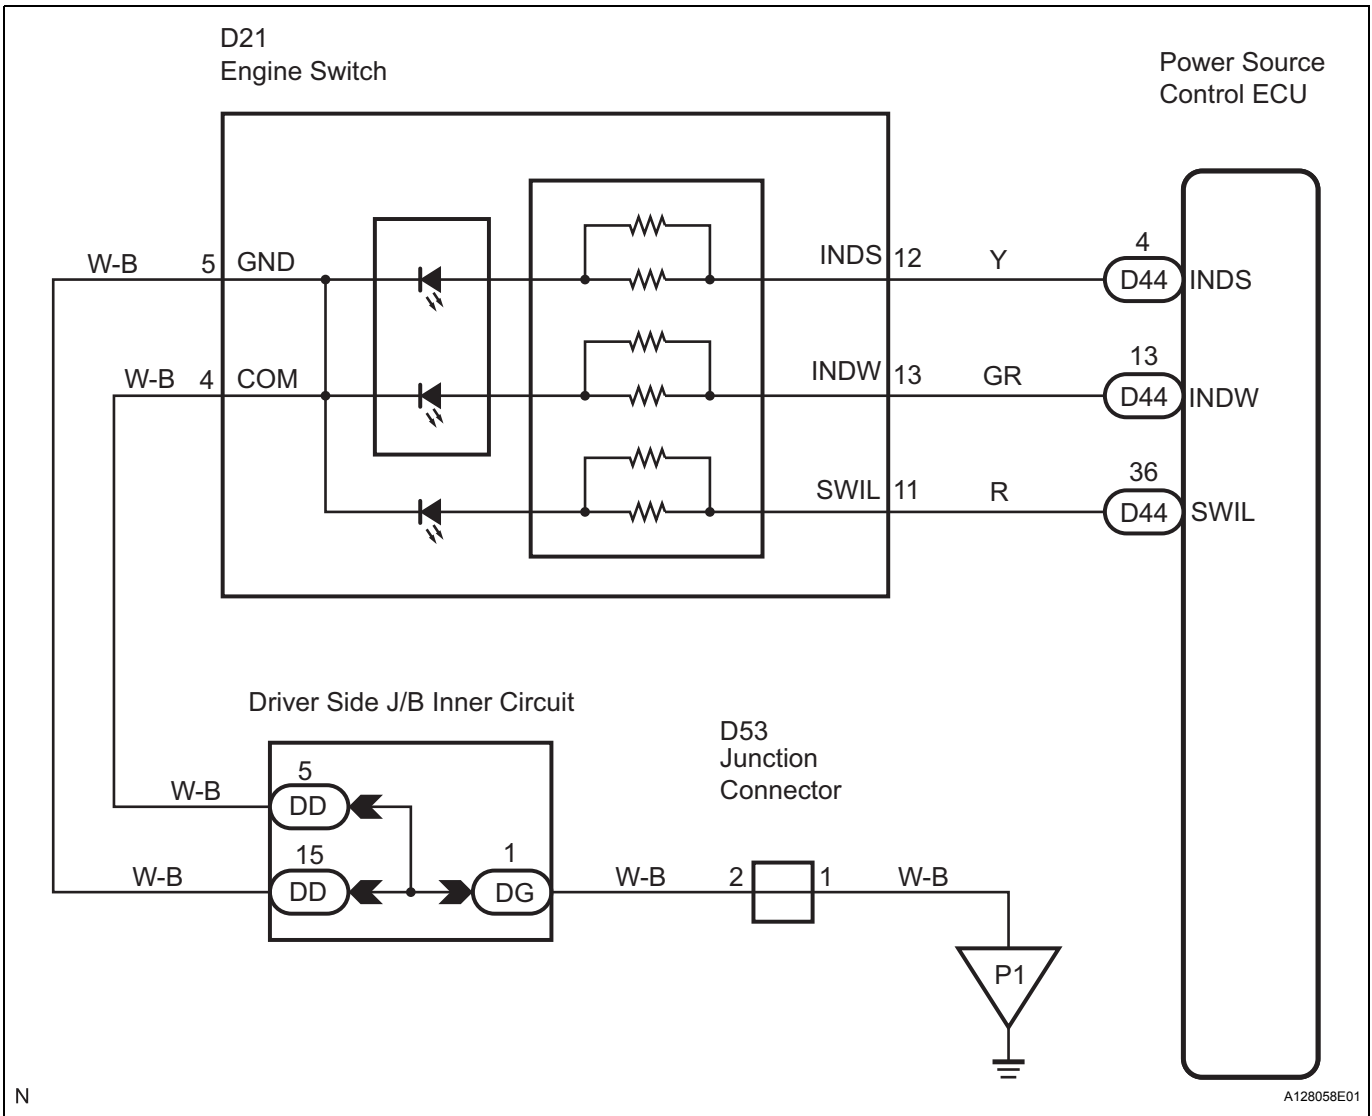 D21
Engine Switch
Power Source
Control ECU
W-B
5
GND
INDS
12
Y
4
D44
INDS
W-B
4
COM
INDW
13
GR
13
D44
INDW
SWIL
11
R
36
D44
SWIL
Driver Side J/B Inner Circuit
D53
Junction
Connector
W-B
5
DD
W-B
15
DD
1
DG
W-B
2
1
W-B
P1
N
A128058E01